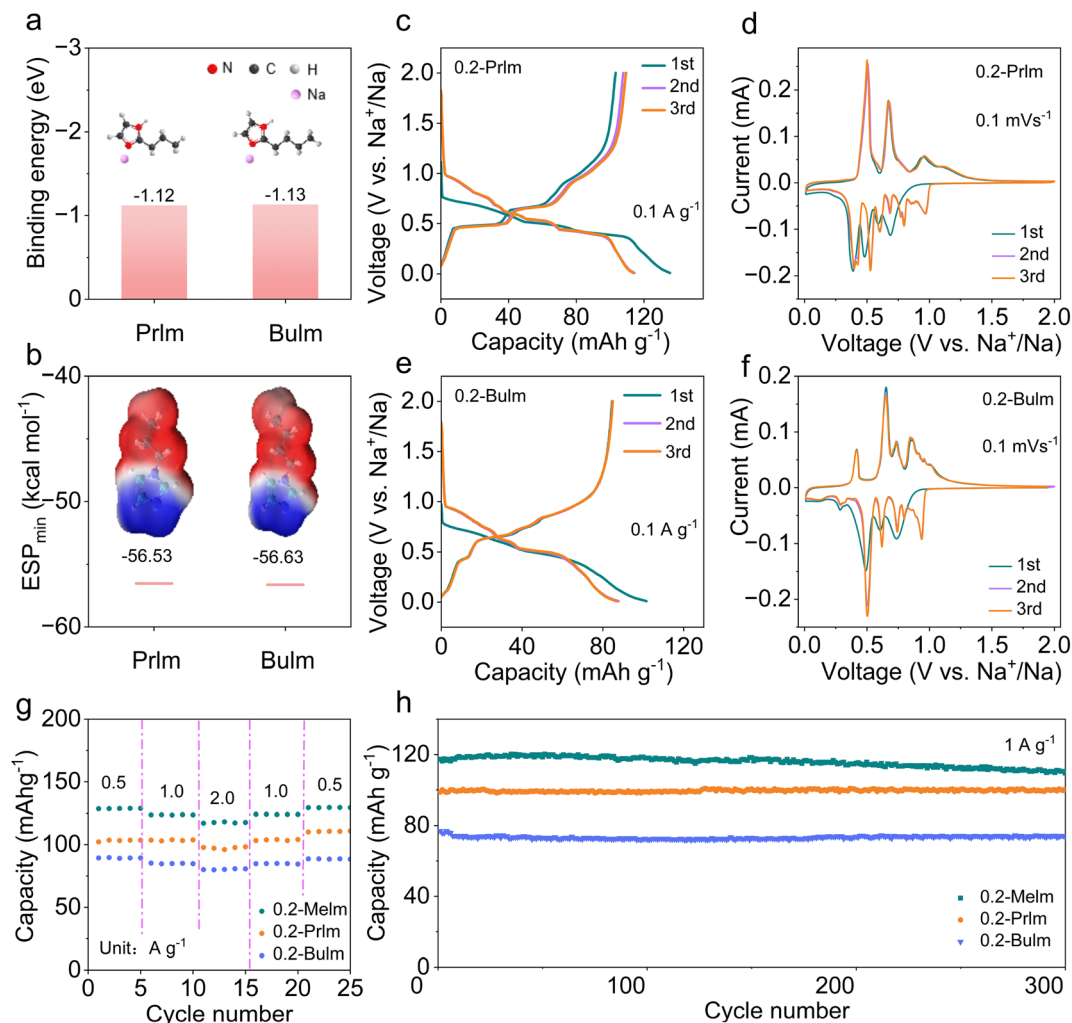 a
Binding energy (eV)
−3
−2
−1
0
N C H
Na
-1.12
-1.13
PrIm
BuIm
b
ESPmin (kcal mol-1)
−40
−50
−60
-56.53
-56.63
PrIm
BuIm
c
Voltage (V vs. Na+/Na)
2.0
1.5
1.0
0.5
0.0
0.2-PrIm
1st
2nd
3rd
0.1 A g-1
0 40 80 120
Capacity (mAh g-1)
d
Current (mA)
0.4
0.2
0.0
−0.1
−0.2
0.2-PrIm
0.1 mVs-1
1st
2nd
3rd
0.0 0.5 1.0 1.5 2.0
Voltage (V vs. Na+/Na)
e
Voltage (V vs. Na+/Na)
2.0
1.5
1.0
0.5
0.0
0.2-BuIm
1st
2nd
3rd
0.1 A g-1
0 40 80 120
Capacity (mAh g-1)
f
Current (mA)
0.2
0.1
0.0
−0.1
−0.2
0.2-BuIm
0.1 mVs-1
1st
2nd
3rd
0.0 0.5 1.0 1.5 2.0
Voltage (V vs. Na+/Na)
g
Capacity (mAhg-1)
200
150
100
50
0
0.5 1.0 2.0 1.0 0.5
0.2-MeIm
0.2-PrIm
0.2-BuIm
Unit: A g-1
0 5 10 15 20 25
Cycle number
h
Capacity (mAh g-1)
120
80
40
0
1 A g-1
0.2-MeIm
0.2-PrIm
0.2-BuIm
0 100 200 300
Cycle number